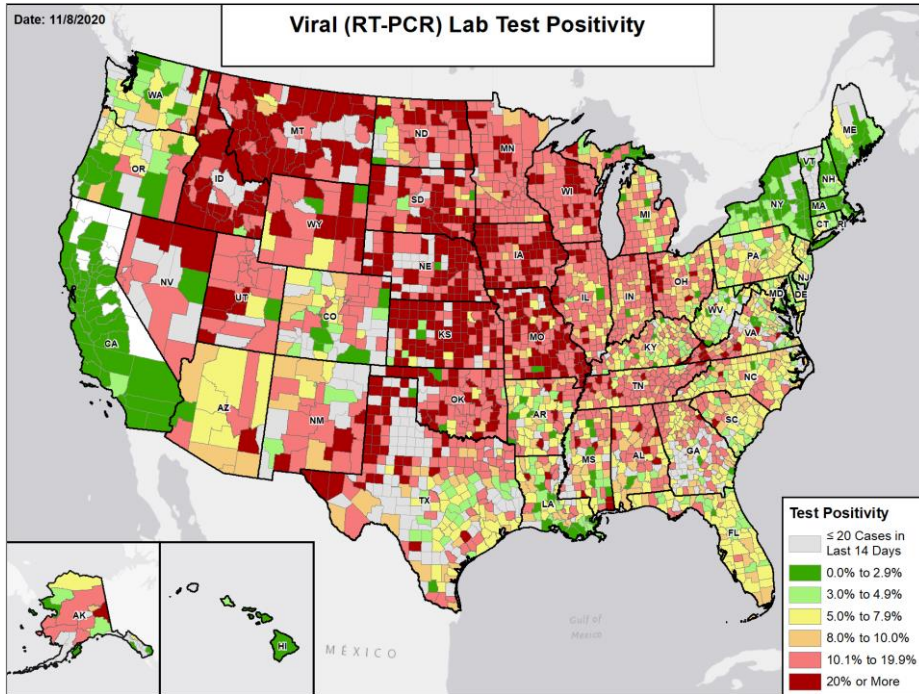 Date: 11/8/2020
Viral (RT-PCR) Lab Test Positivity
WA
MT
ND
MN
ME
OR
ID
SD
WI
VT
NH
NY
MA
WY
MI
CT
RI
NV
NE
IA
PA
NJ
UT
CO
IL
IN
OH
MD
DE
CA
KS
MO
WV
VA
KY
AZ
NM
OK
AR
TN
NC
SC
MS
AL
GA
TX
LA
FL
AK
HI
Gulf of
Mexico
MÉXICO
Test Positivity
≤ 20 Cases in
Last 14 Days
0.0% to 2.9%
3.0% to 4.9%
5.0% to 7.9%
8.0% to 10.0%
10.1% to 19.9%
20% or More